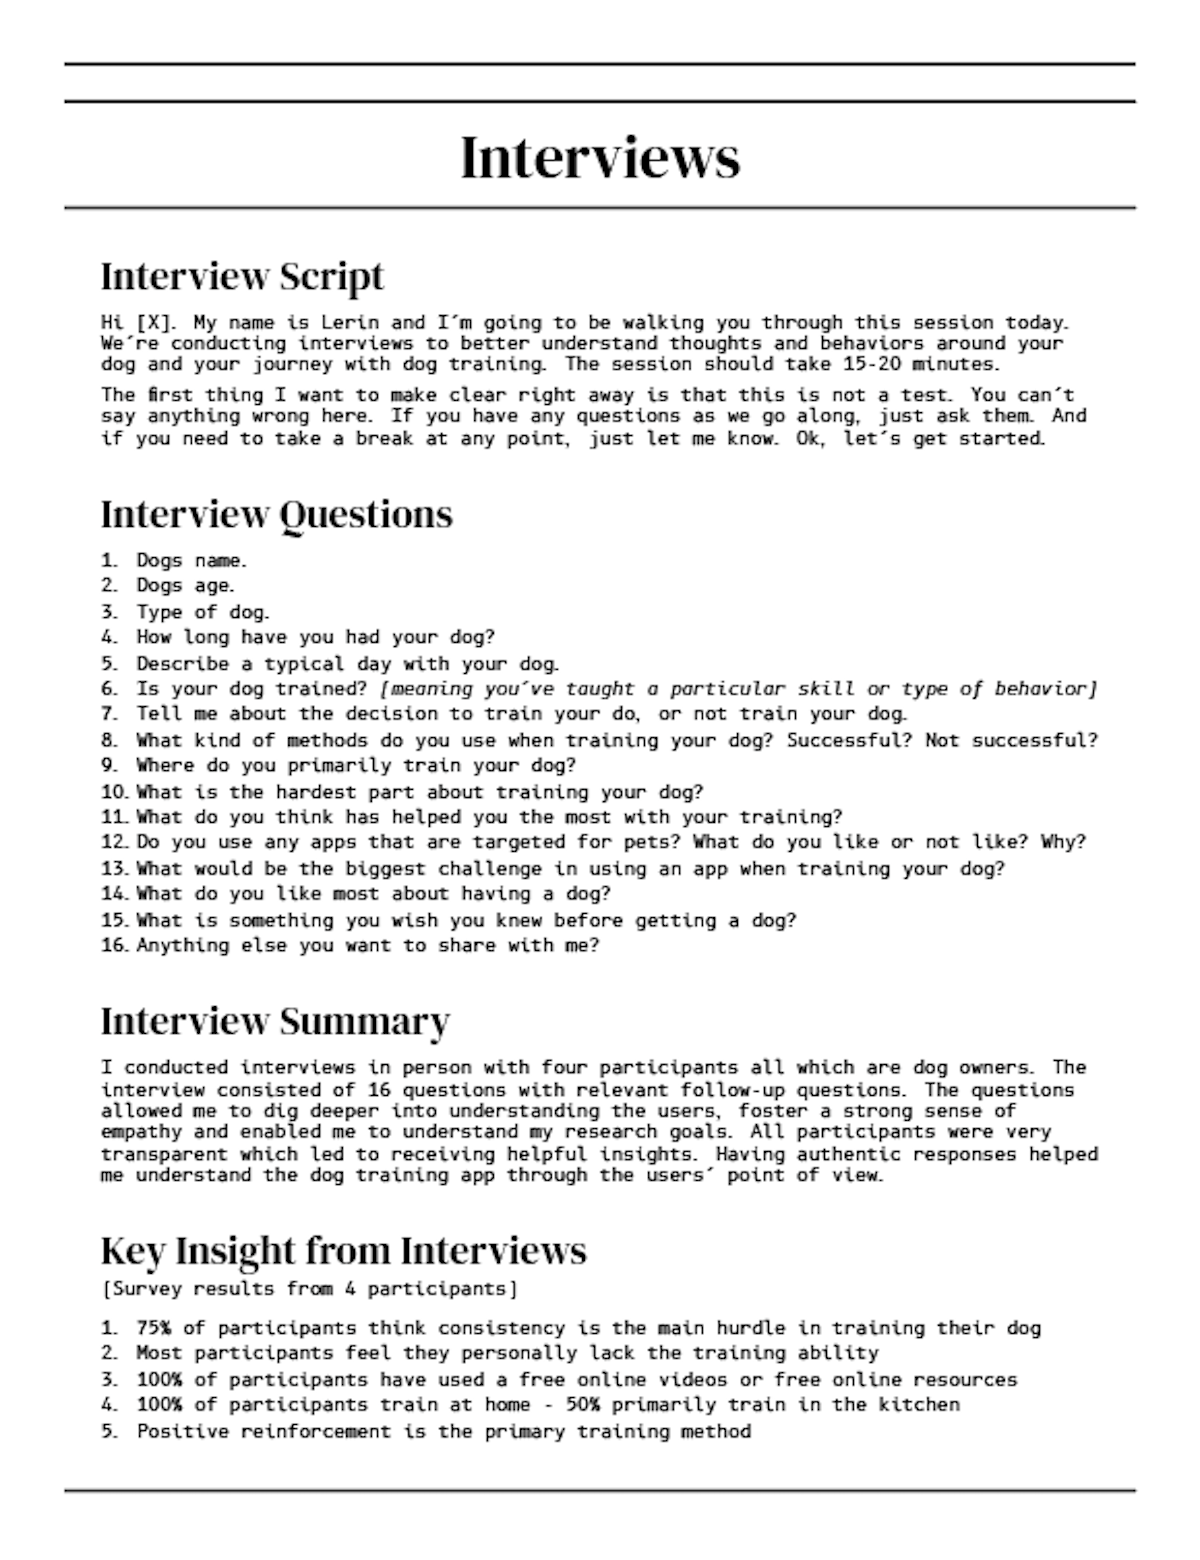 Interviews
Interview Script
Hi [X]. My name is Lerin and I´m going to be walking you through this session today.
We´re conducting interviews to better understand thoughts and behaviors around your
dog and your journey with dog training. The session should take 15-20 minutes.
The first thing I want to make clear right away is that this is not a test. You can´t
say anything wrong here. If you have any questions as we go along, just ask them. And
if you need to take a break at any point, just let me know. Ok, let´s get started.
Interview Questions
1. Dogs name.
2. Dogs age.
3. Type of dog.
4. How long have you had your dog?
5. Describe a typical day with your dog.
6. Is your dog trained? [meaning you´ve taught a particular skill or type of behavior]
7. Tell me about the decision to train your do, or not train your dog.
8. What kind of methods do you use when training your dog? Successful? Not successful?
9. Where do you primarily train your dog?
10. What is the hardest part about training your dog?
11. What do you think has helped you the most with your training?
12. Do you use any apps that are targeted for pets? What do you like or not like? Why?
13. What would be the biggest challenge in using an app when training your dog?
14. What do you like most about having a dog?
15. What is something you wish you knew before getting a dog?
16. Anything else you want to share with me?
Interview Summary
I conducted interviews in person with four participants all which are dog owners. The
interview consisted of 16 questions with relevant follow-up questions. The questions
allowed me to dig deeper into understanding the users, foster a strong sense of
empathy and enabled me to understand my research goals. All participants were very
transparent which led to receiving helpful insights. Having authentic responses helped
me understand the dog training app through the users´ point of view.
Key Insight from Interviews
[Survey results from 4 participants]
1. 75% of participants think consistency is the main hurdle in training their dog
2. Most participants feel they personally lack the training ability
3. 100% of participants have used a free online videos or free online resources
4. 100% of participants train at home - 50% primarily train in the kitchen
5. Positive reinforcement is the primary training method